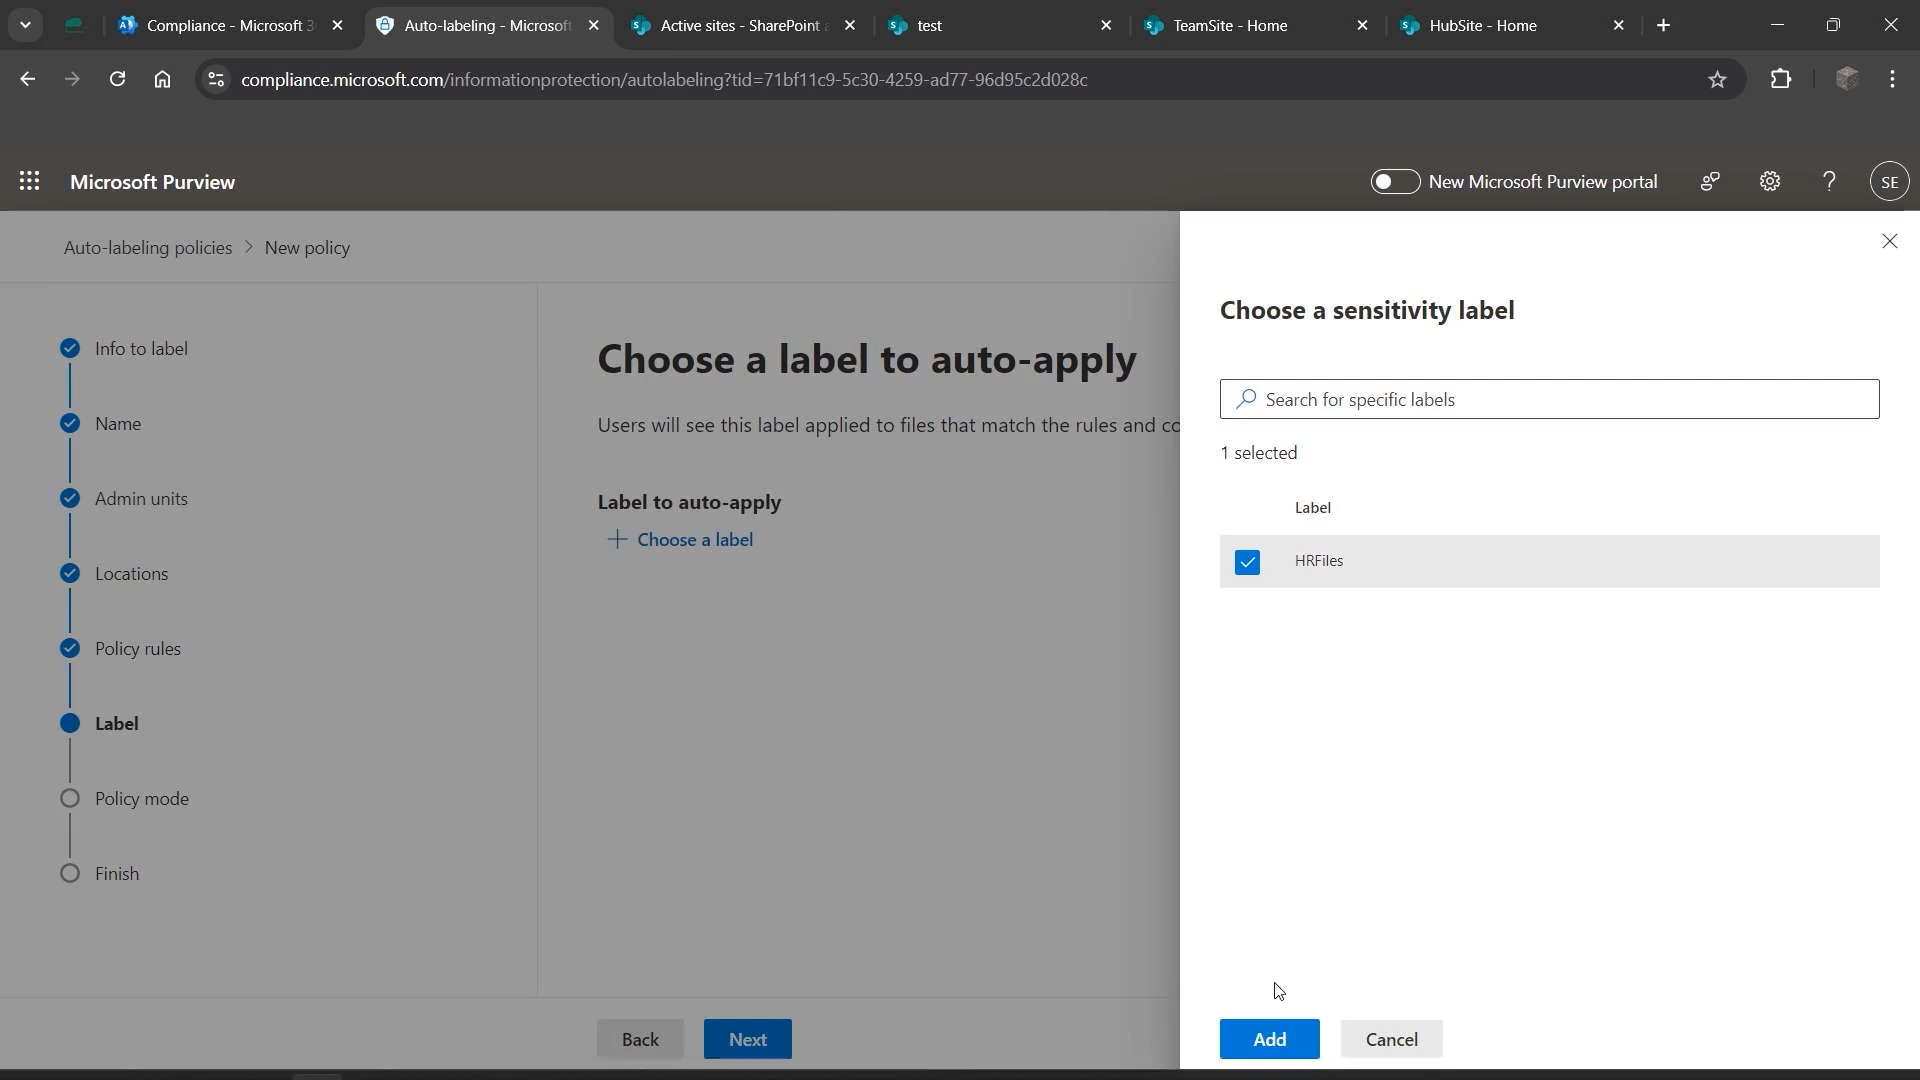 Compliance - Microsoft 3
Auto-labeling - Microsoft
Active sites - SharePoint a
test
TeamSite - Home
HubSite - Home
compliance.microsoft.com/informationprotection/autolabeling?tid=71bf11c9-5c30-4259-ad77-96d95c2d028c
Microsoft Purview
New Microsoft Purview portal
SE
Auto-labeling policies > New policy
Info to label
Name
Admin units
Locations
Policy rules
Label
Policy mode
Finish
Choose a label to auto-apply
Users will see this label applied to files that match the rules and co
Label to auto-apply
+ Choose a label
Back
Next
Choose a sensitivity label
Search for specific labels
1 selected
Label
HRFiles
Add
Cancel